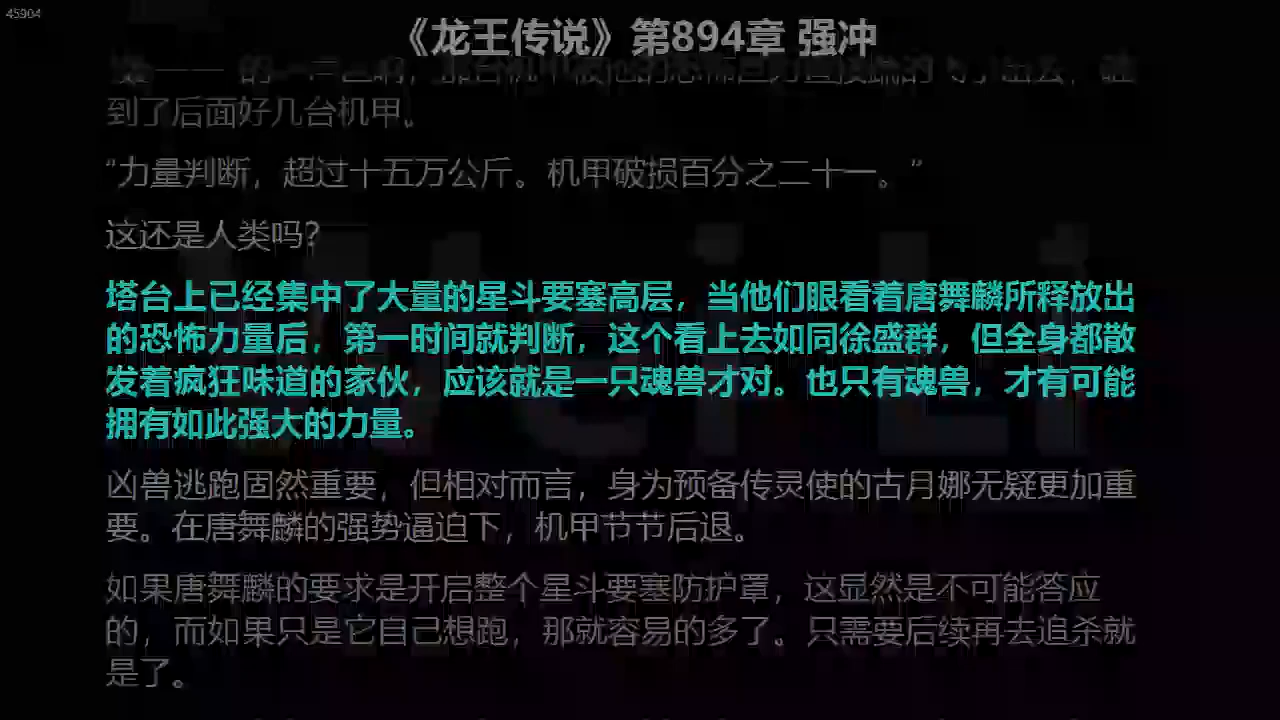 45904
《龙王传说》第894章 强冲
到了后面好几台机甲。
“力量判断，超过十五万公斤。机甲破损百分之二十一。”
这还是人类吗？
塔台上已经集中了大量的星斗要塞高层，当他们眼看着唐舞麟所释放出
的恐怖力量后，第一时间就判断，这个看上去如同徐盛群，但全身都散
发着疯狂味道的家伙，应该就是一只魂兽才对。也只有魂兽，才有可能
拥有如此强大的力量。
凶兽逃跑固然重要，但相对而言，身为预备传灵使的古月娜无疑更加重
要。在唐舞麟的强势逼迫下，机甲节节后退。
如果唐舞麟的要求是开启整个星斗要塞防护罩，这显然是不可能答应
的，而如果只是它自己想跑，那就容易的多了。只需要后续再去追杀就
是了。